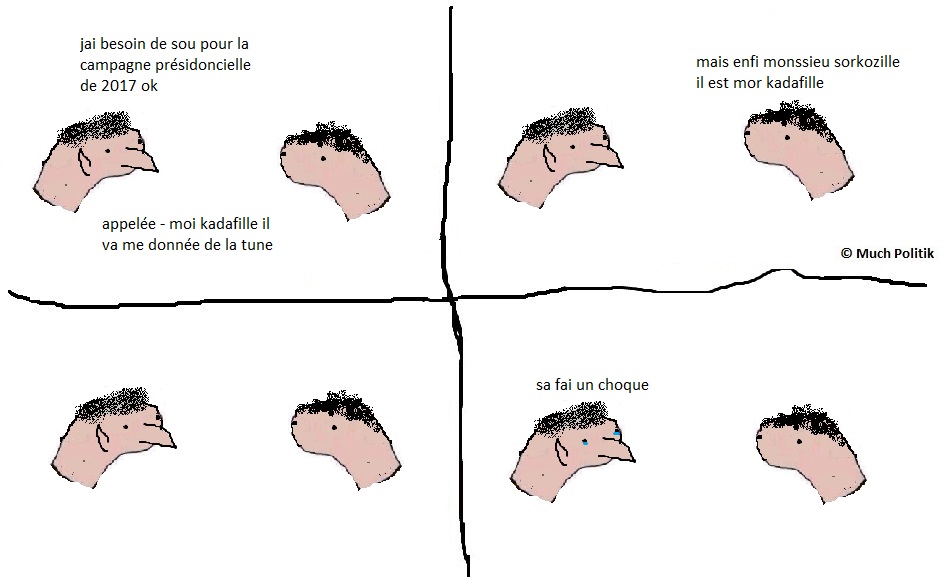 jai besoin de sou pour la
campagne présidoncielle
de 2017 ok
appelée - moi kadafille il
va me donnée de la tune
mais enfi monssieu sorkozille
il est mor kadafille
© Much Politik
sa fai un choque